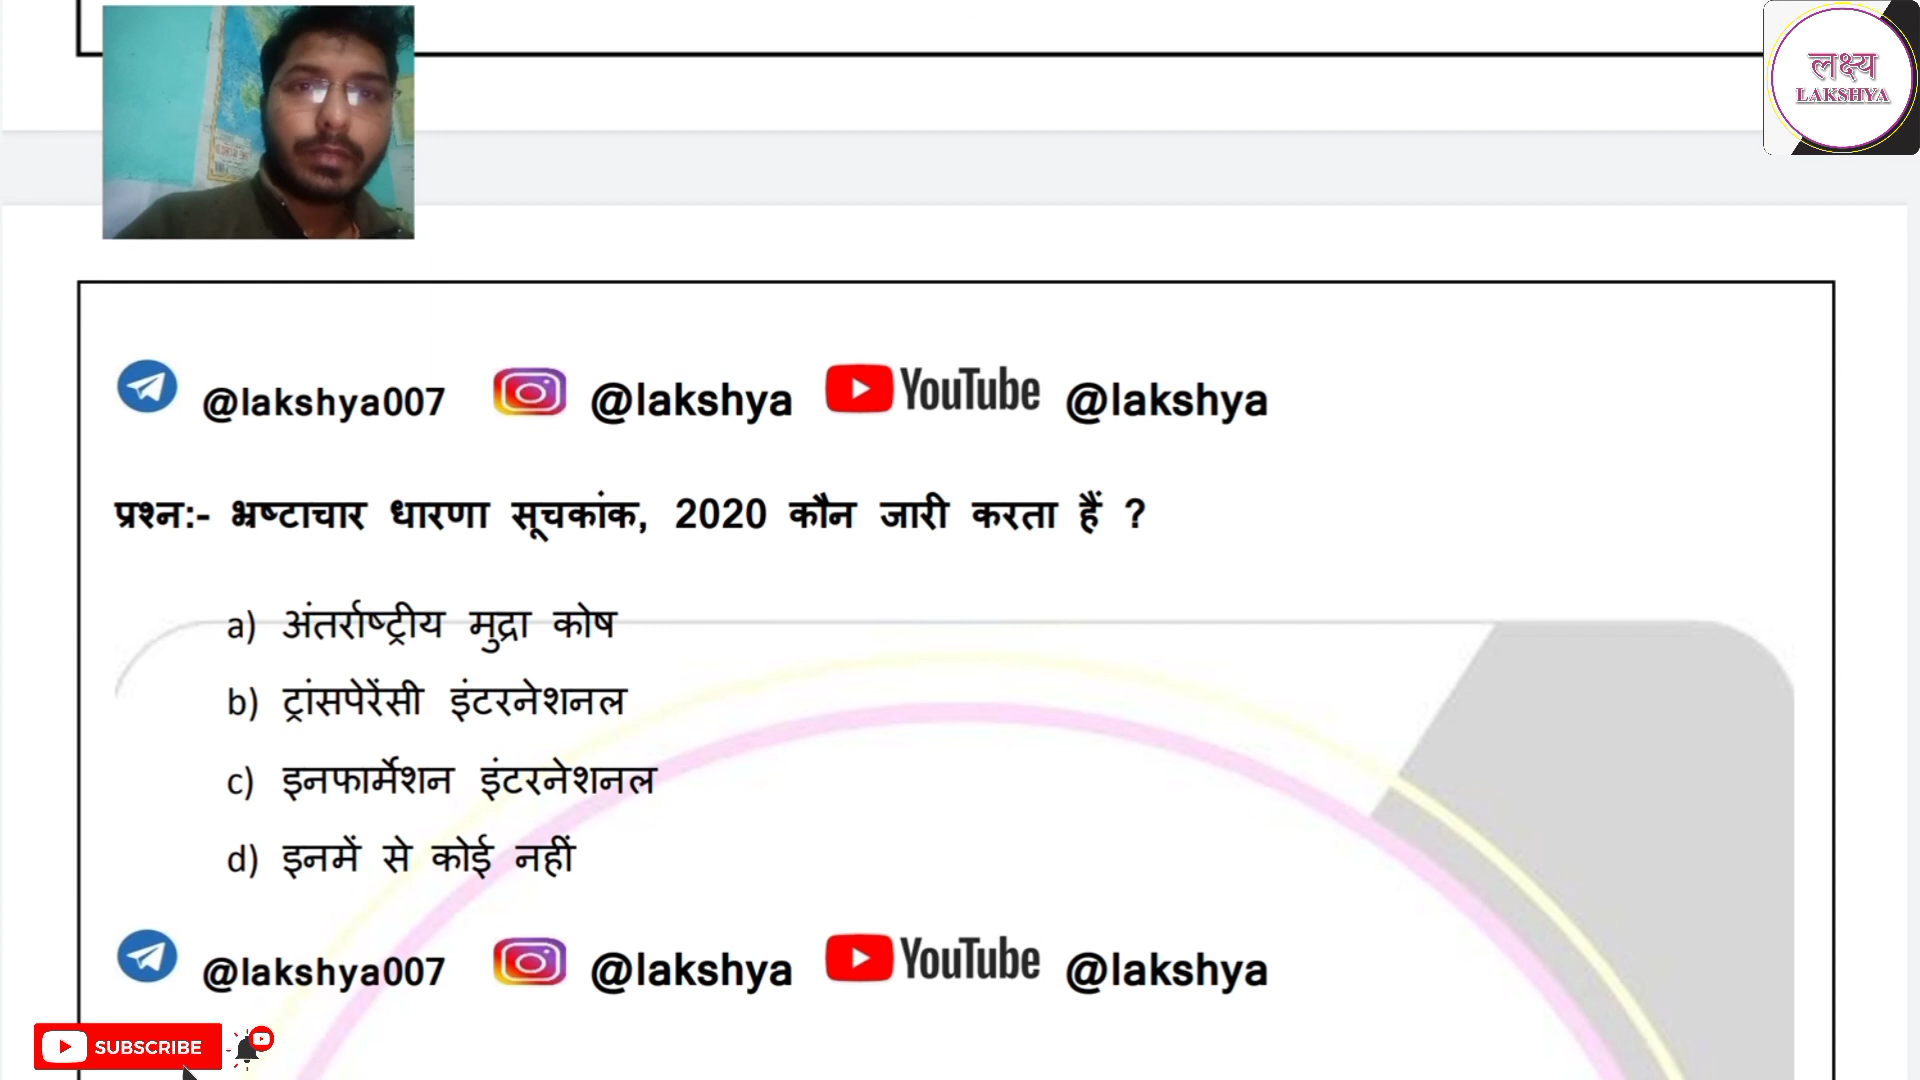 लक्ष्य
LAKSHYA
@lakshya007 @lakshya YouTube @lakshya
प्रश्न:- भ्रष्टाचार धारणा सूचकांक, 2020 कौन जारी करता हैं ?
a) अंतर्राष्ट्रीय मुद्रा कोष
b) ट्रांसपेरेंसी इंटरनेशनल
c) इनफार्मेशन इंटरनेशनल
d) इनमें से कोई नहीं
@lakshya007 @lakshya YouTube @lakshya
SUBSCRIBE